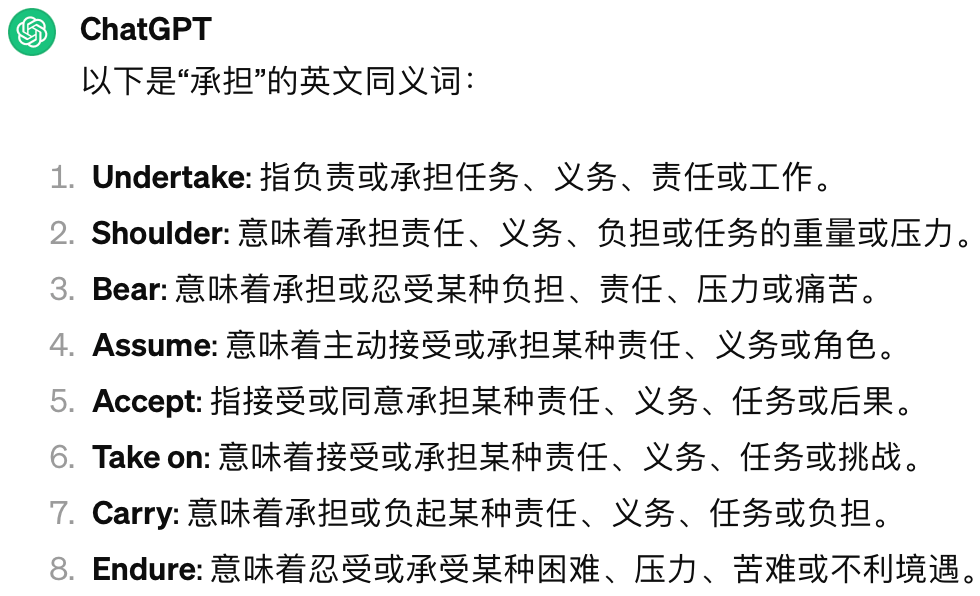 ChatGPT
以下是“承担”的英文同义词：
1. Undertake: 指负责或承担任务、义务、责任或工作。
2. Shoulder: 意味着承担责任、义务、负担或任务的重量或压力。
3. Bear: 意味着承担或忍受某种负担、责任、压力或痛苦。
4. Assume: 意味着主动接受或承担某种责任、义务或角色。
5. Accept: 指接受或同意承担某种责任、义务、任务或后果。
6. Take on: 意味着接受或承担某种责任、义务、任务或挑战。
7. Carry: 意味着承担或负起某种责任、义务、任务或负担。
8. Endure: 意味着忍受或承受某种困难、压力、苦难或不利境遇。